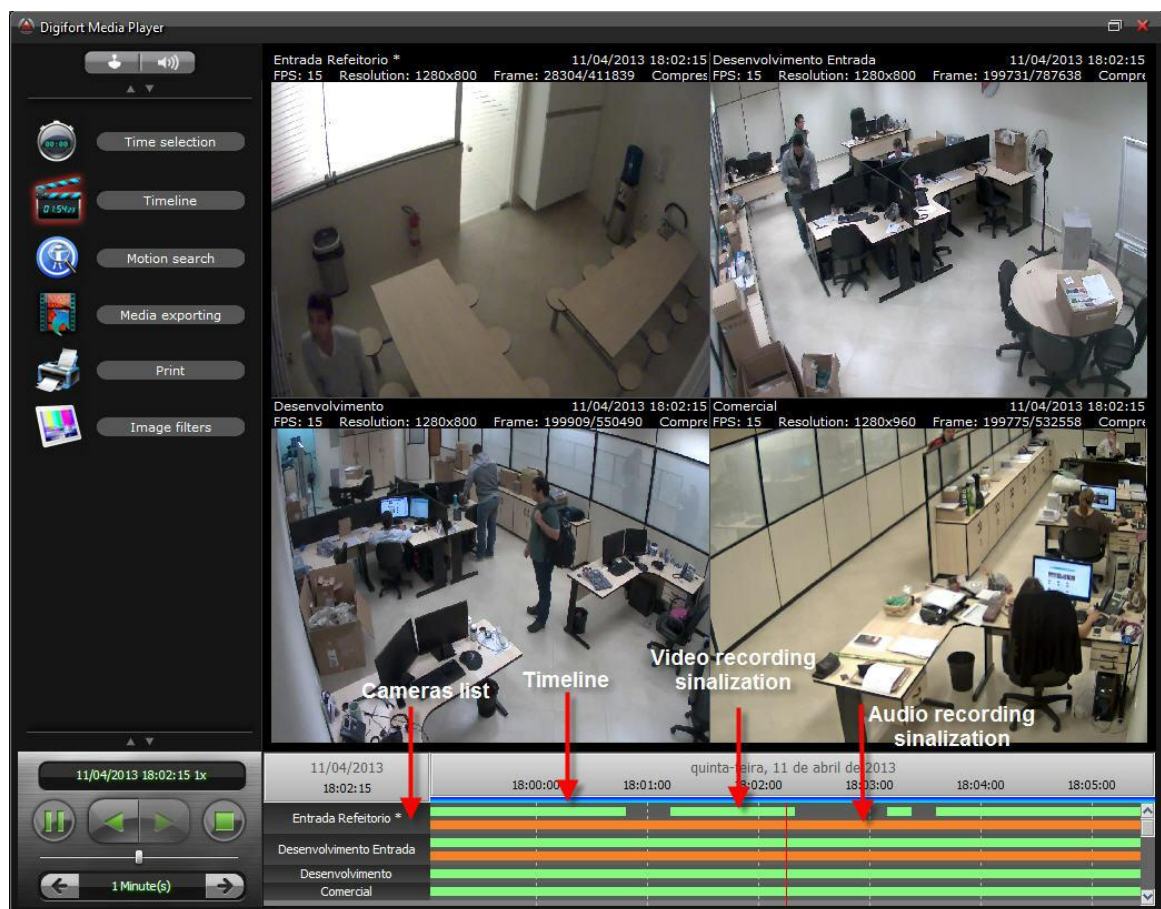 Digifort Media Player
Time selection
Timeline
Motion search
Media exporting
Print
Image filters
Entrada Refeitorio * 11/04/2013 18:02:15
FPS: 15 Resolution: 1280x800 Frame: 28304/411839 Compres
Desenvolvimento Entrada 11/04/2013 18:02:15
FPS: 15 Resolution: 1280x800 Frame: 199731/787638 Compre
Desenvolvimento 11/04/2013 18:02:15
FPS: 15 Resolution: 1280x800 Frame: 199909/550490 Compre
Comercial 11/04/2013 18:02:15
FPS: 15 Resolution: 1280x960 Frame: 199775/532558 Compre
Cameras list
Timeline
Video recording
sinalization
Audio recording
sinalization
11/04/2013 18:02:15 1x
1 Minute(s)
11/04/2013
18:02:15
quinta-feira, 11 de abril de 2013
18:00:00 18:01:00 18:02:00 18:03:00 18:04:00 18:05:00
Entrada Refeitorio *
Desenvolvimento Entrada
Desenvolvimento
Comercial